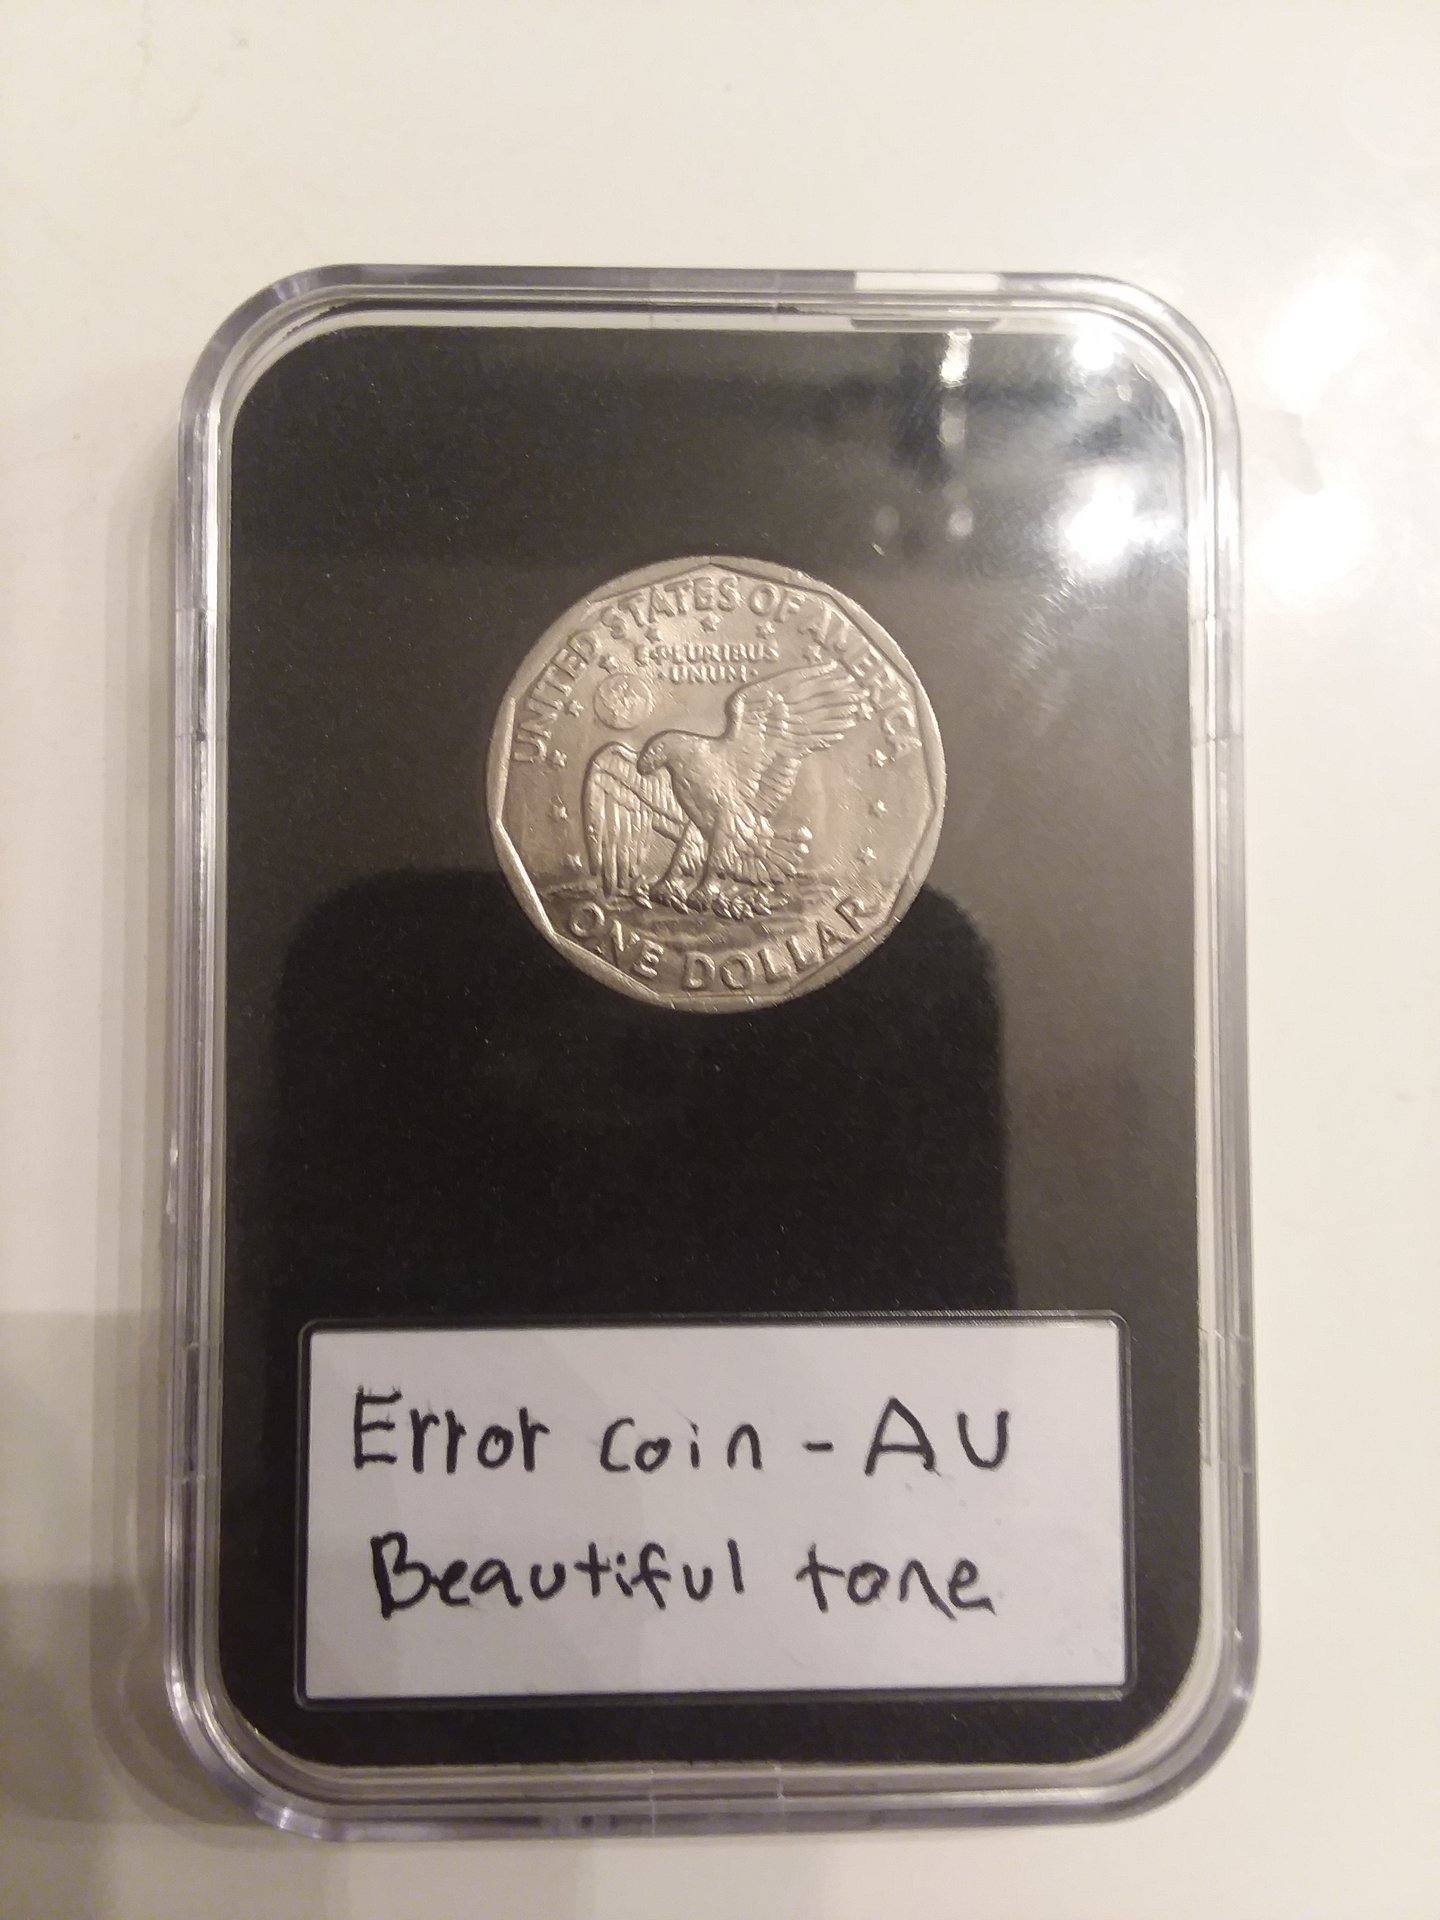 UNITED STATES OF AMERICA
E PLURIBUS
UNUM
ONE DOLLAR
Error coin - AU
Beautiful tone